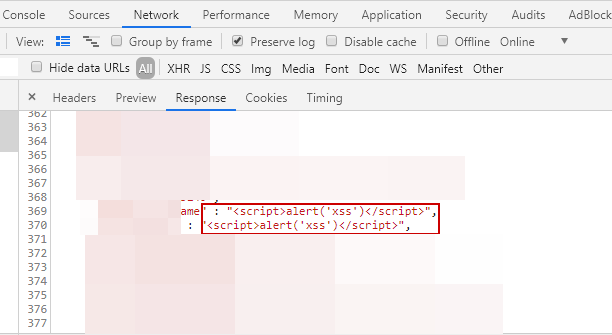 Console Sources Network Performance Memory Application Security Audits AdBlock
View: Group by frame Preserve log Disable cache Offline Online
Hide data URLs All XHR JS CSS Img Media Font Doc WS Manifest Other
× Headers Preview Response Cookies Timing
362
363
364
365
366
367
368
369 ame" : "<script>alert('xss')</script>",
370 : "<script>alert('xss')</script>",
371
372
373
374
375
376
377